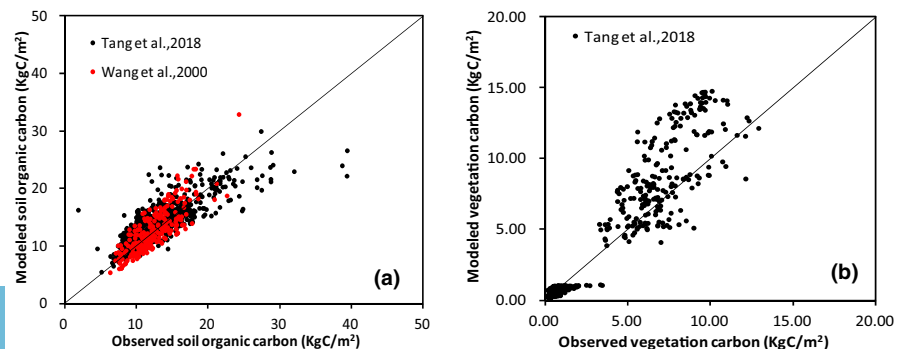 50
40
30
20
10
0
0 10 20 30 40 50
Modeled soil organic carbon (KgC/m²)
Observed soil organic carbon (KgC/m²)
Tang et al.,2018
Wang et al.,2000
(a)
20.00
15.00
10.00
5.00
0.00
0.00 5.00 10.00 15.00 20.00
Modeled vegetation carbon (KgC/m²)
Observed vegetation carbon (KgC/m²)
Tang et al.,2018
(b)